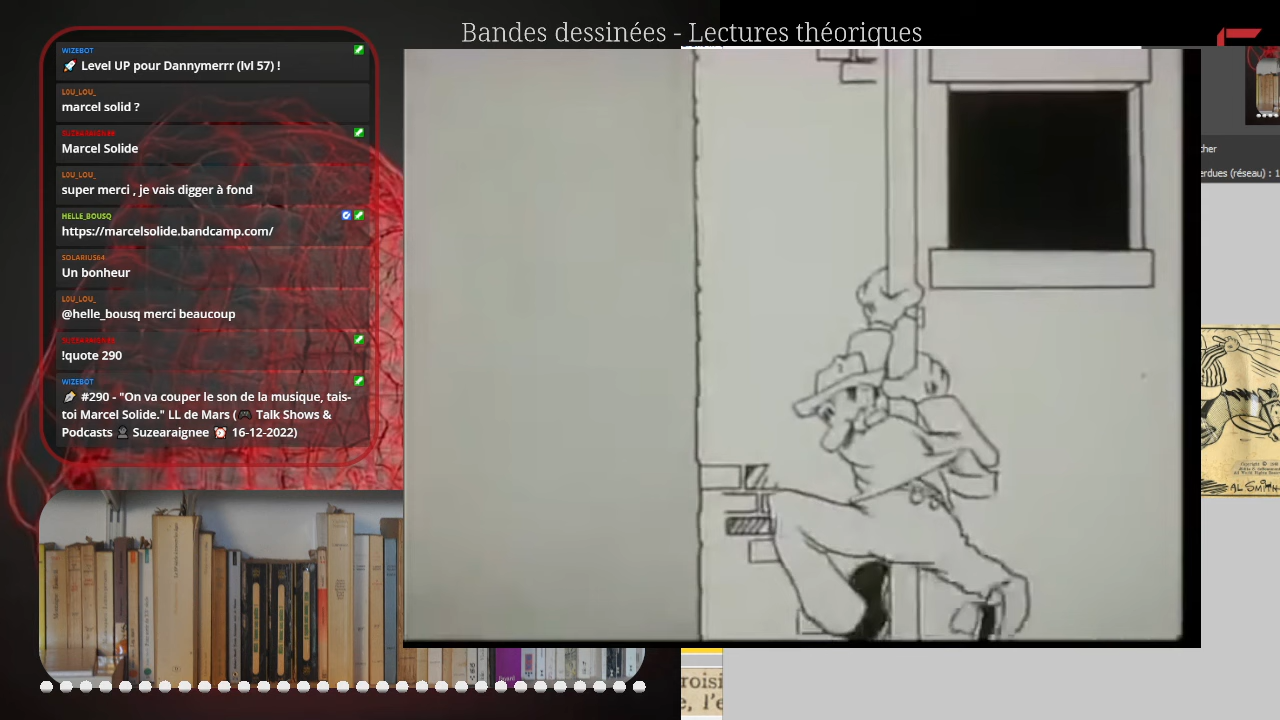 Bandes dessinées - Lectures théoriques
WIZEBOT
Level UP pour Dannymerrr (lvl 57) !
L0U_LOU_
marcel solid ?
Marcel Solide
L0U_LOU_
super merci , je vais digger à fond
HELLE_BOUSQ
https://marcelsolide.bandcamp.com/
SOLARIUS64
Un bonheur
L0U_LOU_
@helle_bousq merci beaucoup
!quote 290
WIZEBOT
#290 - "On va couper le son de la musique, tais-
toi Marcel Solide." LL de Mars ( Talk Shows &
Podcasts Suzearaignee 16-12-2022)
cher
erdues (réseau) : 1
AL SMITH
roisi
e, l'e